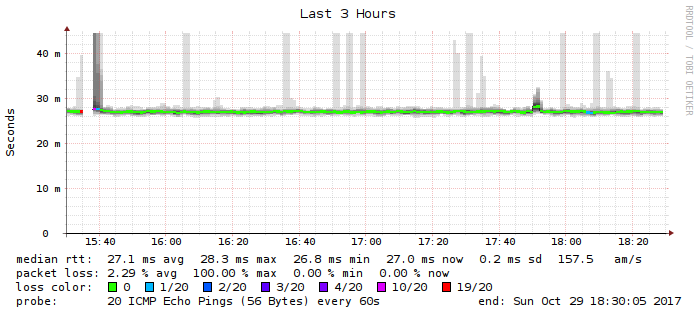 Last 3 Hours
RRDTOOL / TOBI OETIKER
Seconds
40 m
30 m
20 m
10 m
0
15:40 16:00 16:20 16:40 17:00 17:20 17:40 18:00 18:20
median rtt: 27.1 ms avg 28.3 ms max 26.8 ms min 27.0 ms now 0.2 ms sd 157.5 am/s
packet loss: 2.29 % avg 100.00 % max 0.00 % min 0.00 % now
loss color: 0 1/20 2/20 3/20 4/20 10/20 19/20
probe: 20 ICMP Echo Pings (56 Bytes) every 60s end: Sun Oct 29 18:30:05 2017